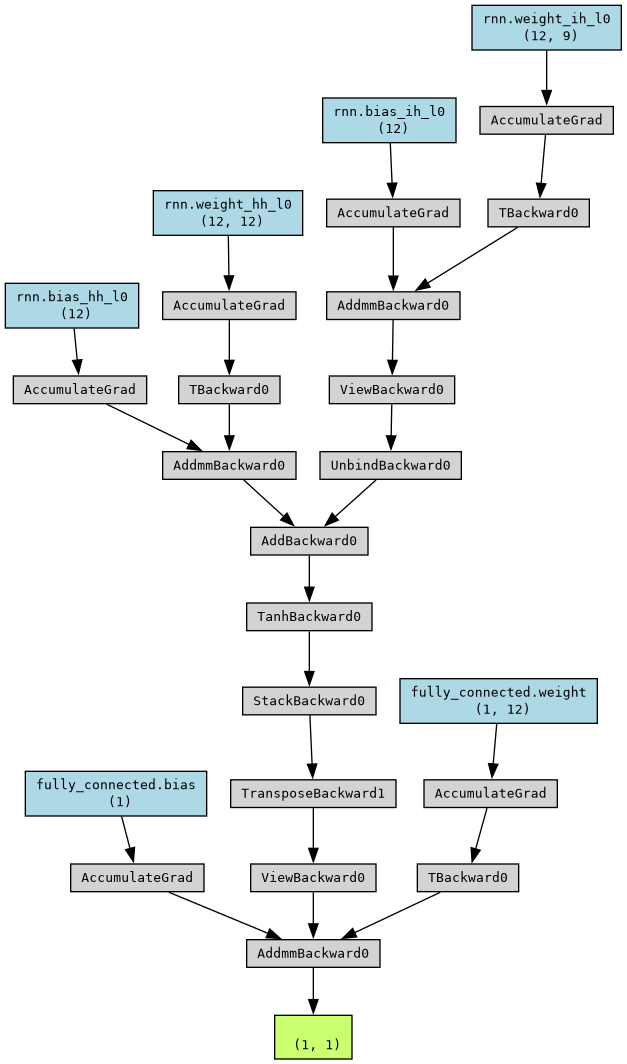 rnn.weight_ih_l0
(12, 9)
rnn.bias_ih_l0
(12)
AccumulateGrad
rnn.weight_hh_l0
(12, 12)
AccumulateGrad
TBackward0
rnn.bias_hh_l0
(12)
AccumulateGrad
AddmmBackward0
AccumulateGrad
TBackward0
ViewBackward0
AddmmBackward0
UnbindBackward0
AddBackward0
TanhBackward0
StackBackward0
fully_connected.weight
(1, 12)
fully_connected.bias
(1)
TransposeBackward1
AccumulateGrad
AccumulateGrad
ViewBackward0
TBackward0
AddmmBackward0
(1, 1)